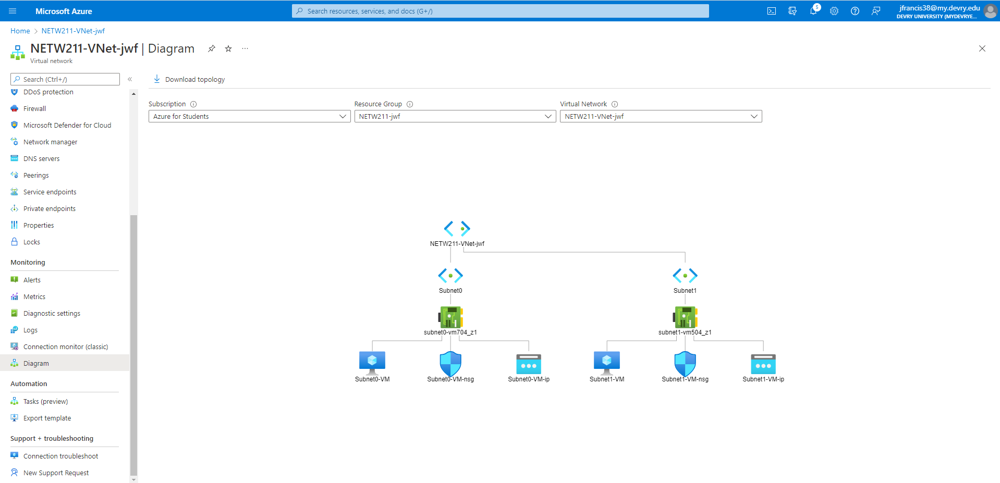 Microsoft Azure
Search resources, services, and docs (G+/)
5
jfrancis38@my.devry.edu
DEVRY UNIVERSITY (MYDEVRYE...
Home > NETW211-VNet-jwf
NETW211-VNet-jwf | Diagram
Virtual network
Search (Ctrl+/)
DDoS protection
Firewall
Microsoft Defender for Cloud
Network manager
DNS servers
Peerings
Service endpoints
Private endpoints
Properties
Locks
Monitoring
Alerts
Metrics
Diagnostic settings
Logs
Connection monitor (classic)
Diagram
Automation
Tasks (preview)
Export template
Support + troubleshooting
Connection troubleshoot
New Support Request
Download topology
Subscription
Azure for Students
Resource Group
NETW211-jwf
Virtual Network
NETW211-VNet-jwf
NETW211-VNet-jwf
Subnet0
Subnet1
subnet0-vm704_z1
subnet1-vm504_z1
Subnet0-VM
Subnet0-VM-nsg
Subnet0-VM-ip
Subnet1-VM
Subnet1-VM-nsg
Subnet1-VM-ip